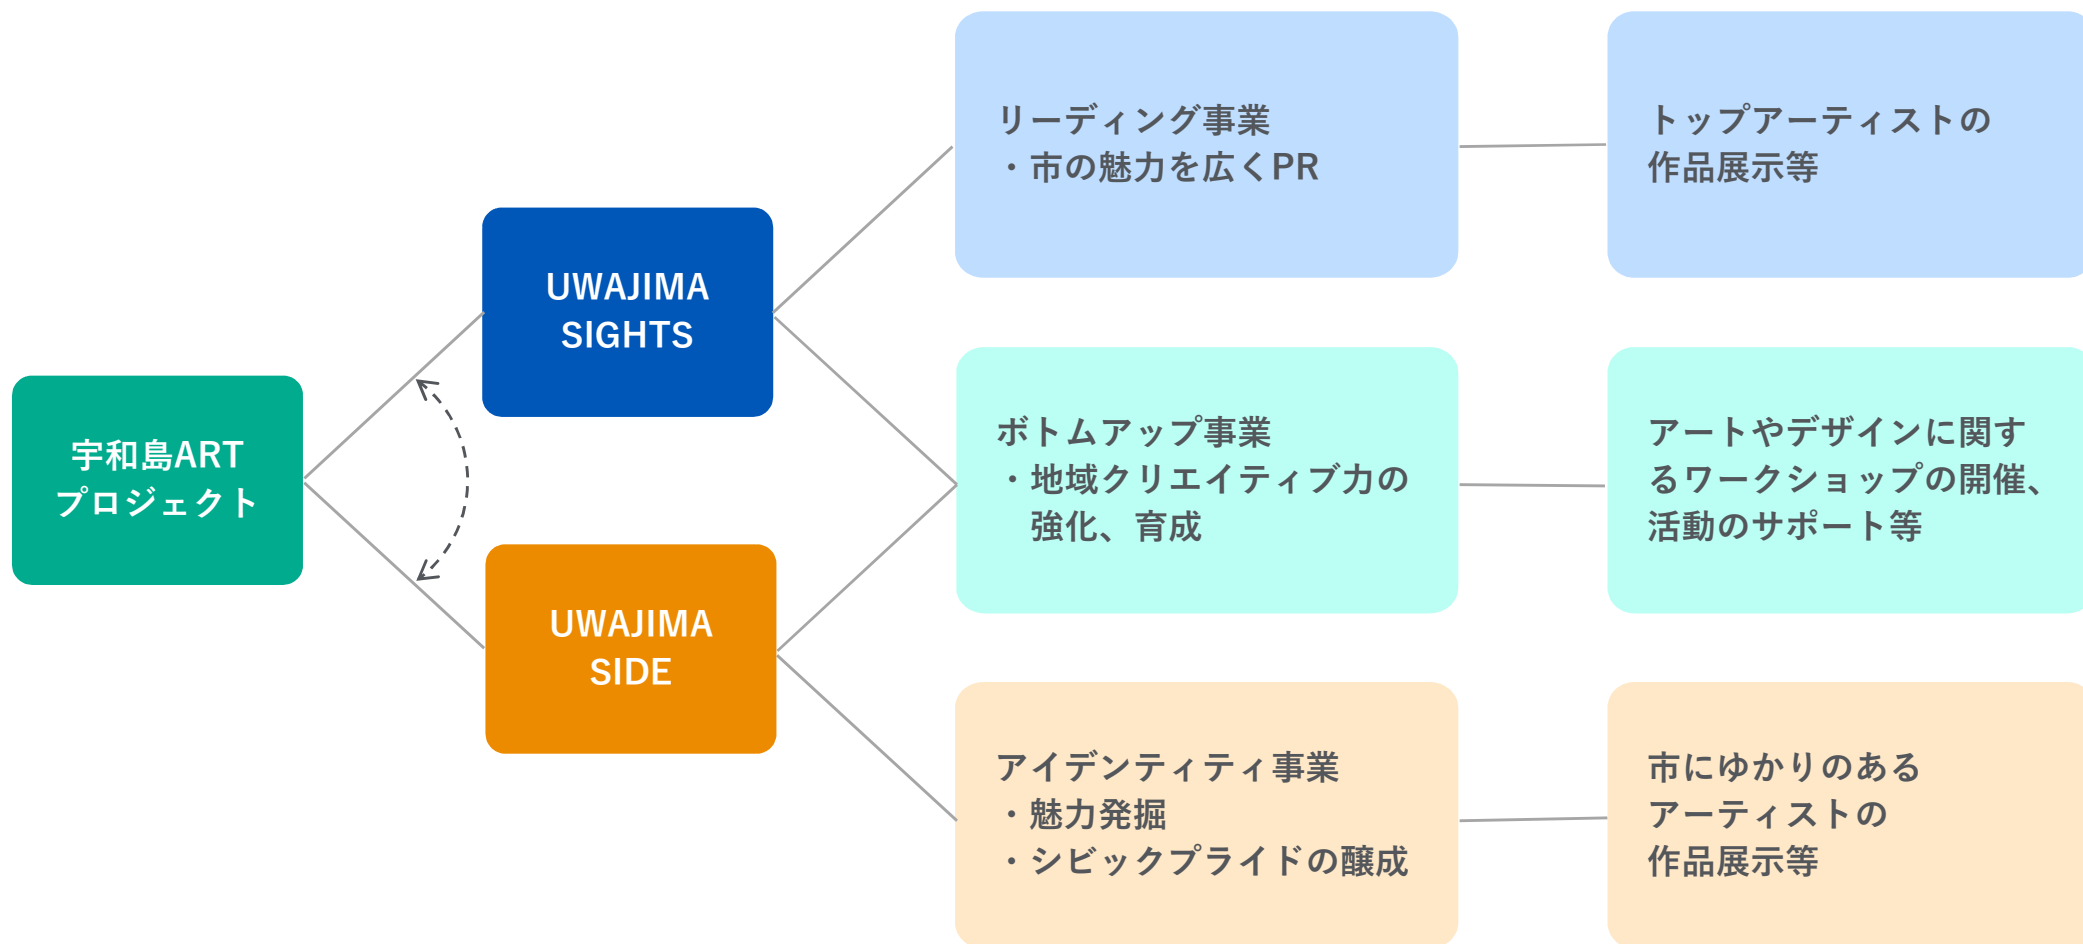 宇和島ART
プロジェクト
UWAJIMA
SIGHTS
UWAJIMA
SIDE
リーディング事業
・市の魅力を広くPR
トップアーティストの
作品展示等
ボトムアップ事業
・地域クリエイティブ力の
強化、育成
アートやデザインに関す
るワークショップの開催、
活動のサポート等
アイデンティティ事業
・魅力発掘
・シビックプライドの醸成
市にゆかりのある
アーティストの
作品展示等